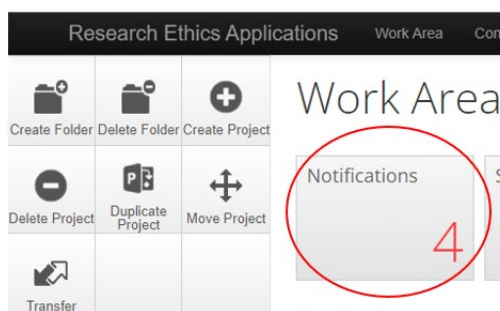 Research Ethics Applications Work Area
Work Area
Create Folder Delete Folder Create Project
Notifications
4
Delete Project Duplicate Project Move Project
Transfer